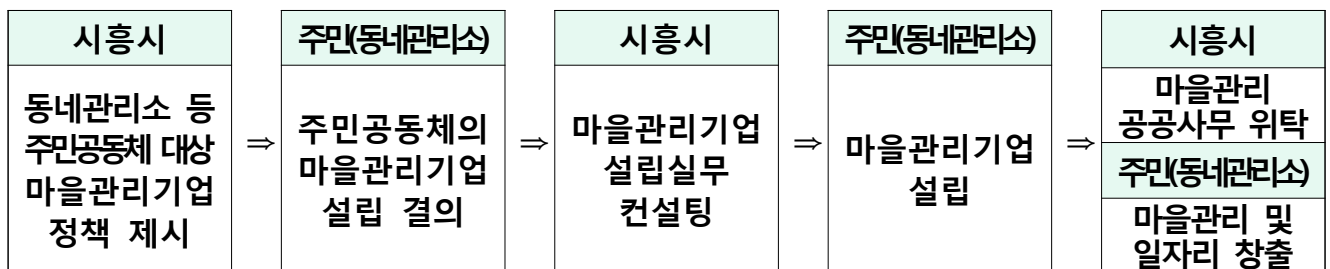 시흥시
동네관리소 등
주민공동체 대상
마을관리기업
정책 제시
⇒
주민(동네관리소)
주민공동체의
마을관리기업
설립 결의
⇒
시흥시
마을관리기업
설립실무
컨설팅
⇒
주민(동네관리소)
마을관리기업
설립
⇒
시흥시
마을관리
공공사무 위탁
주민(동네관리소)
마을관리 및
일자리 창출